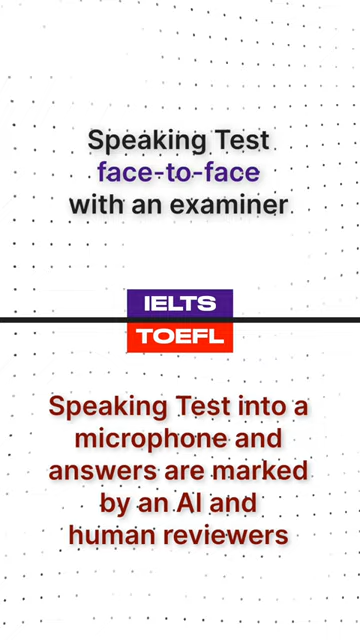 Speaking Test
face-to-face
with an examiner
IELTS
TOEFL
Speaking Test into a
microphone and
answers are marked
by an AI and
human reviewers